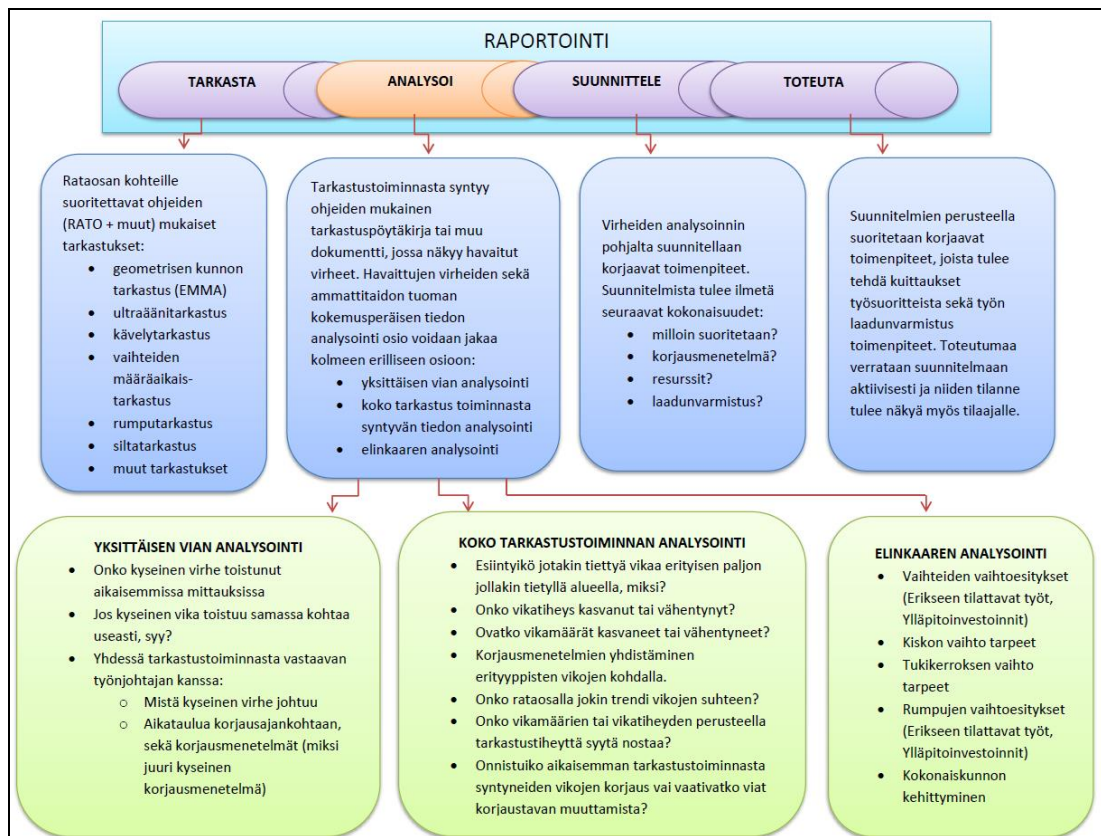 RAPORTOINTI
TARKASTA
ANALYSOI
SUUNNITTELE
TOTEUTA
Rataosan kohteille
suoritettavat ohjeiden
(RATO + muut) mukaiset
tarkastukset:
• geometrisen kunnon
tarkastus (EMMA)
• ultraäänitarkastus
• kävelytarkastus
• vaihteiden
määräaikais-
tarkastus
• rumputarkastus
• siltatarkastus
• muut tarkastukset
Tarkastustoiminnasta syntyy
ohjeiden mukainen
tarkastuspöytäkirja tai muu
dokumentti, jossa näkyy havaitut
virheet. Havaittujen virheiden sekä
ammattitaidon tuoman
kokemusperäisen tiedon
analysointi osio voidaan jakaa
kolmeen erilliseen osioon:
• yksittäisen vian analysointi
• koko tarkastus toiminnasta
syntyvän tiedon analysointi
• elinkaaren analysointi
Virheiden analysoinnin
pohjalta suunnitellaan
korjaavat toimenpiteet.
Suunnitelmista tulee ilmetä
seuraavat kokonaisuudet:
• milloin suoritetaan?
• korjausmenetelmä?
• resurssit?
• laadunvarmistus?
Suunnitelmien perusteella
suoritetaan korjaavat
toimenpiteet, joista tulee
tehdä kuittaukset
työsuoritteista sekä työn
laadunvarmistus
toimenpiteet. Toteutumaa
verrataan suunnitelmaan
aktiivisesti ja niiden tilanne
tulee näkyä myös tilaajalle.
YKSITTÄISEN VIAN ANALYSOINTI
• Onko kyseinen virhe toistunut
aikaisemmissa mittauksissa
• Jos kyseinen vika toistuu samassa kohtaa
useasti, syy?
• Yhdessä tarkastustoiminnasta vastaavan
työnjohtajan kanssa:
o Mistä kyseinen virhe johtuu
o Aikataulua korjausajankohtaan,
sekä korjausmenetelmät (miksi
juuri kyseinen
korjausmenetelmä)
KOKO TARKASTUSTOIMINNAN ANALYSOINTI
• Esiintyikö jotakin tiettyä vikaa erityisen paljon
jollakin tietyllä alueella, miksi?
• Onko vikatiheys kasvanut tai vähentynyt?
• Ovatko vikamäärät kasvaneet tai vähentyneet?
• Korjausmenetelmien yhdistäminen
erityyppisten vikojen kohdalla.
• Onko rataosalla jokin trendi vikojen suhteen?
• Onko vikamäärien tai vikatiheyden perusteella
tarkastustiheyttä syytä nostaa?
• Onnistuiko aikaisemman tarkastustoiminnasta
syntyneiden vikojen korjaus vai vaativatko viat
korjaustavan muuttamista?
ELINKAAREN ANALYSOINTI
• Vaihteiden vaihtoesitykset
(Erikseen tilattavat työt,
Ylläpitoinvestoinnit)
• Kiskon vaihto tarpeet
• Tukikerroksen vaihto
tarpeet
• Rumpujen vaihtoesitykset
(Erikseen tilattavat työt,
Ylläpitoinvestoinnit)
• Kokonaiskunnon
kehittyminen